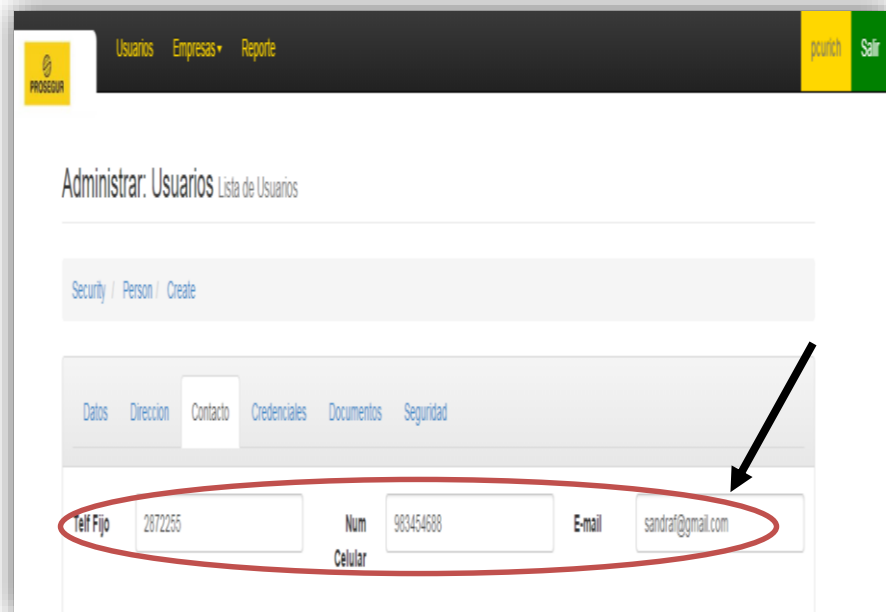 Usuarios Empresas Reporte pcurich Salir
PROSEGUR
Administrar: Usuarios Lista de Usuarios
Security / Person / Create
Datos Direccion Contacto Credenciales Documentos Seguridad
Telf Fijo 2872255 Num Celular 983454688 E-mail sandraf@gmail.com